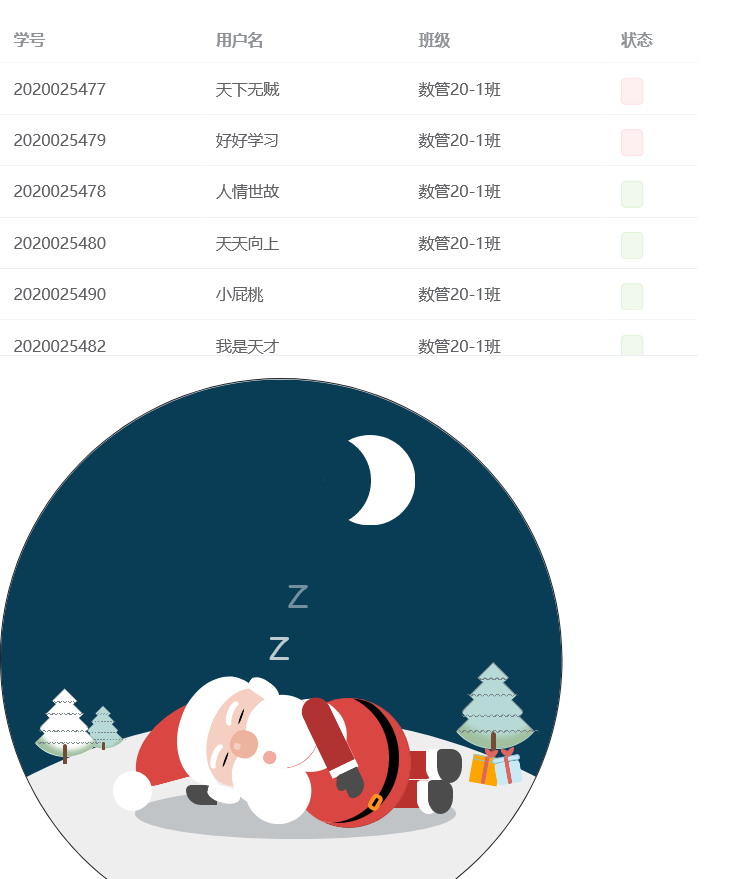 学号 用户名 班级 状态
2020025477 天下无贼 数管20-1班
2020025479 好好学习 数管20-1班
2020025478 人情世故 数管20-1班
2020025480 天天向上 数管20-1班
2020025490 小屁桃 数管20-1班
2020025482 我是天才 数管20-1班
Z
Z